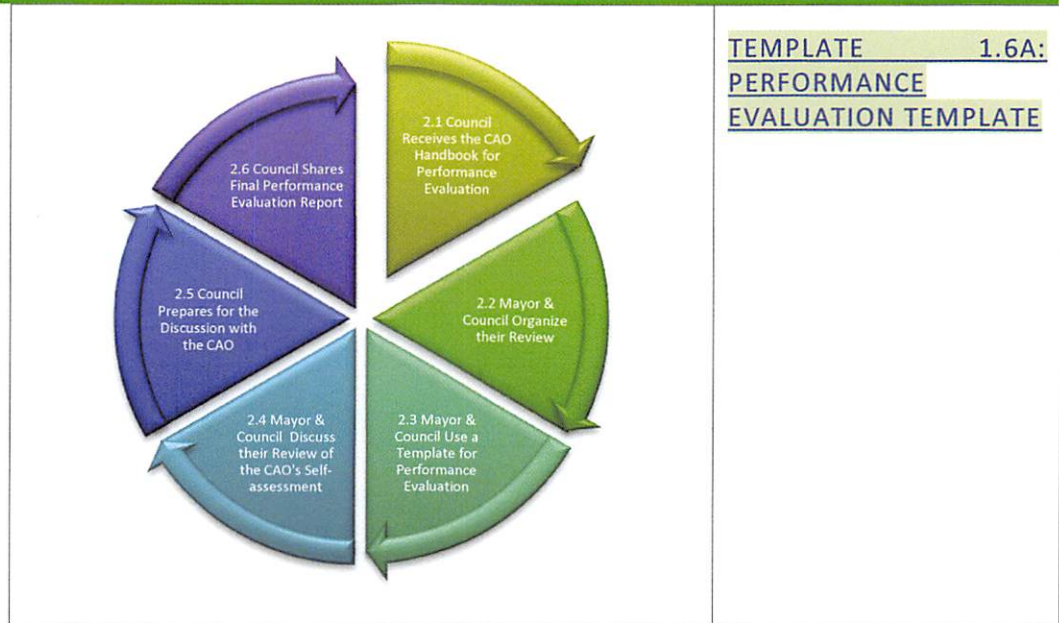 2.1 Council
Receives the CAO
Handbook for
Performance
Evaluation
2.2 Mayor &
Council Organize
their Review
2.3 Mayor &
Council Use a
Template for
Performance
Evaluation
2.4 Mayor &
Council Discuss
their Review of
the CAO's Self-
assessment
2.5 Council
Prepares for the
Discussion with
the CAO
2.6 Council Shares
Final Performance
Evaluation Report
TEMPLATE 1.6A:
PERFORMANCE
EVALUATION TEMPLATE